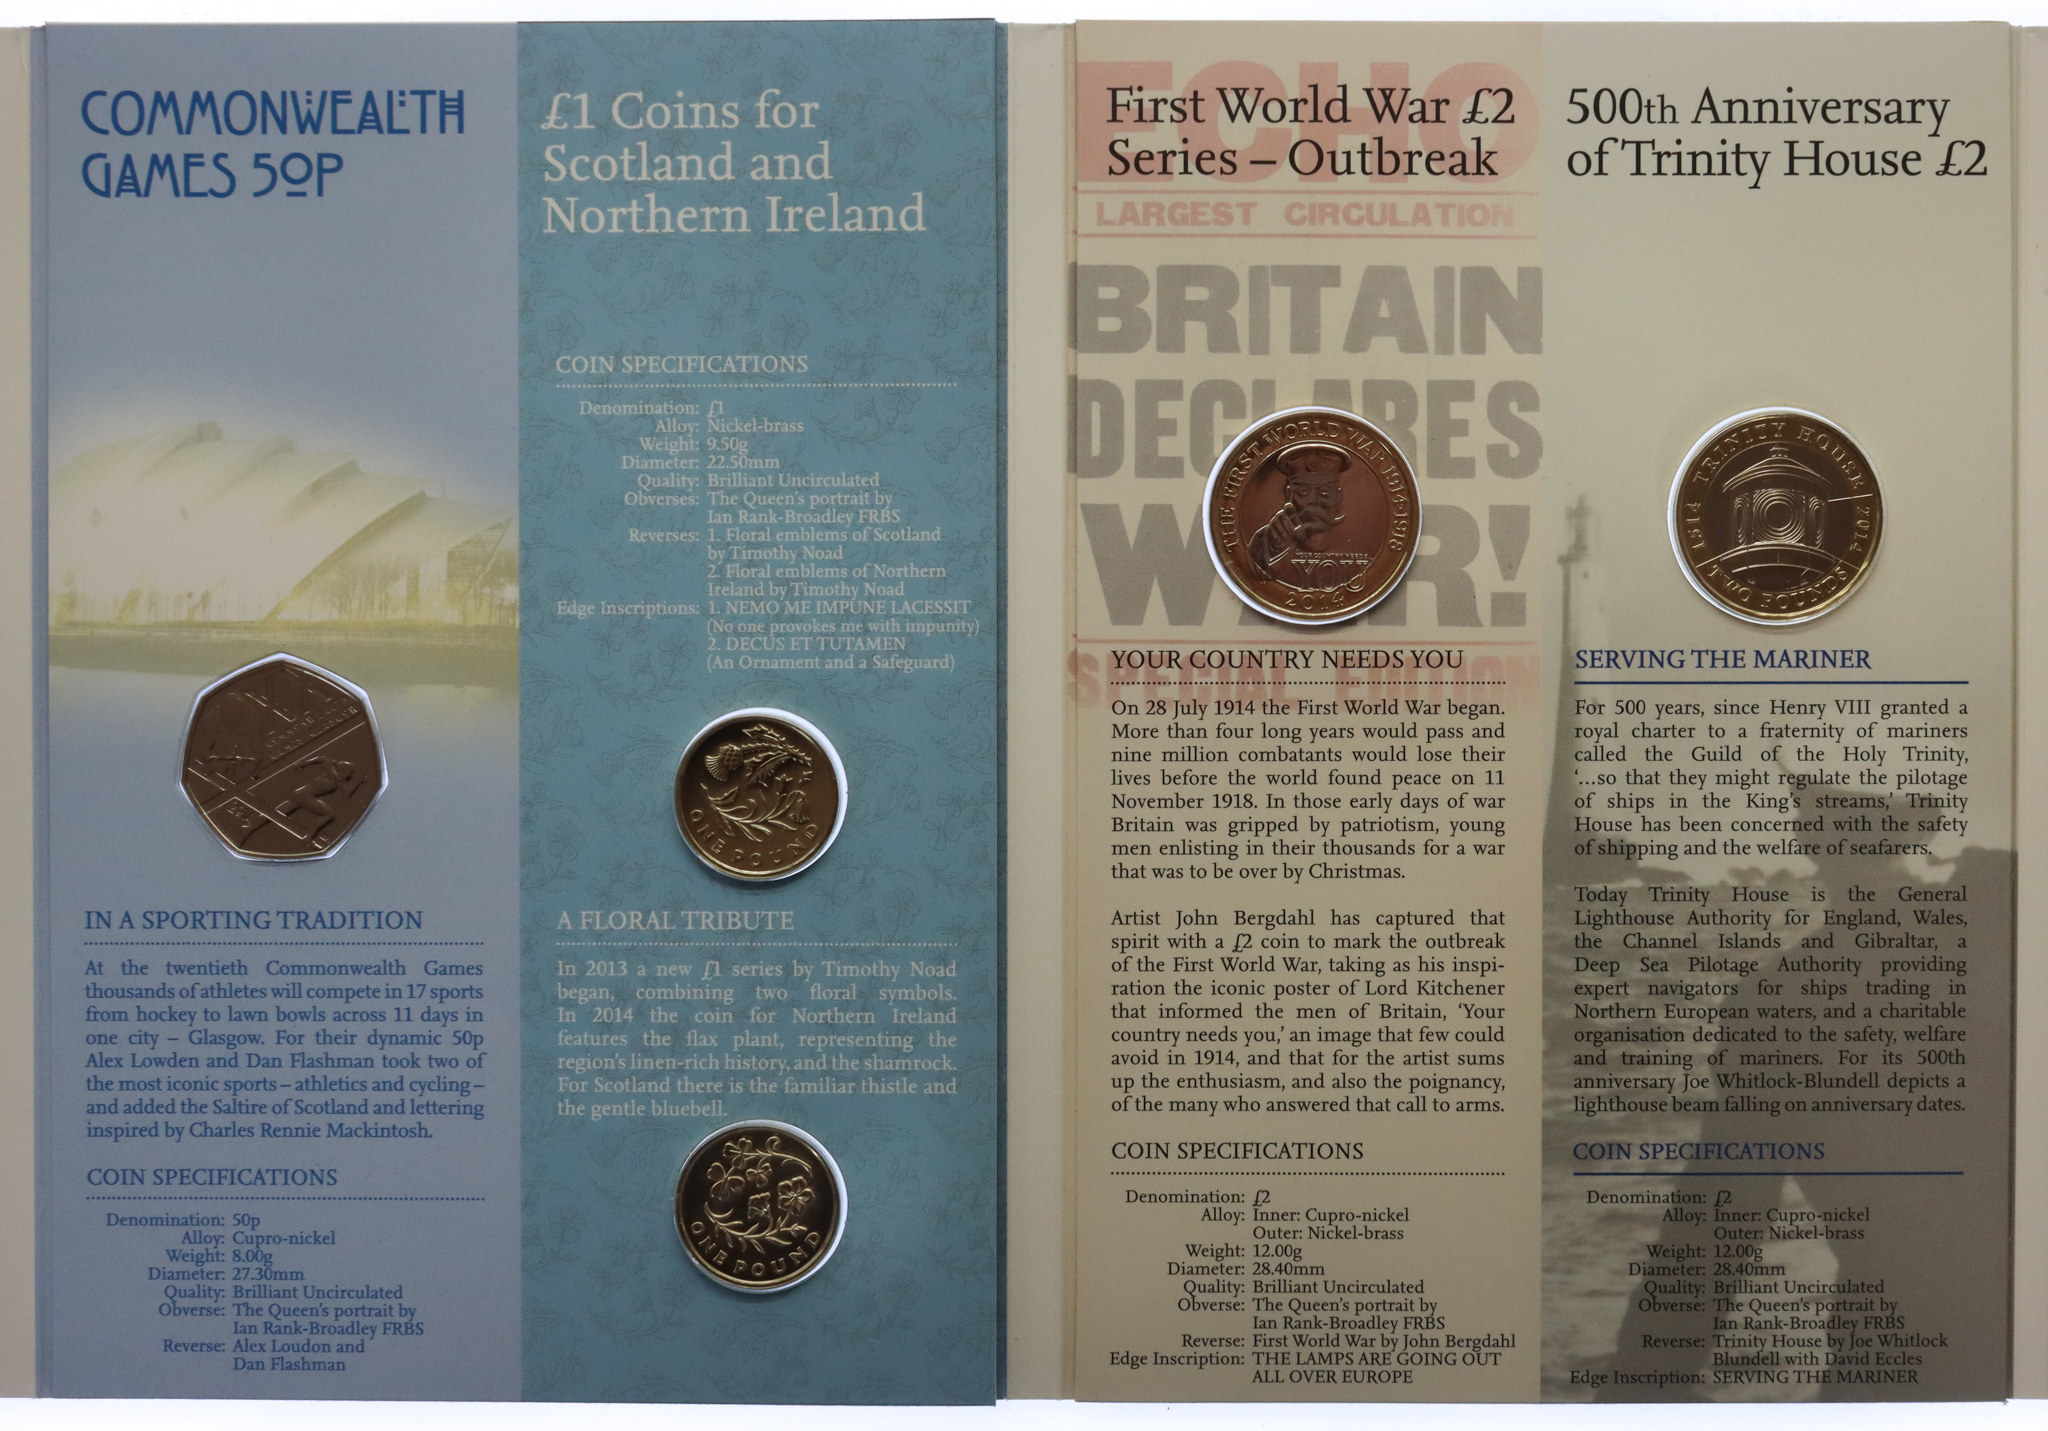 COMMONWEALTH
GAMES 50P
IN A SPORTING TRADITION
At the twentieth Commonwealth Games
thousands of athletes will compete in 17 sports
from hockey to lawn bowls across 11 days in
one city – Glasgow. For their dynamic 50p
Alex Lowden and Dan Flashman took two of
the most iconic sports – athletics and cycling –
and added the Saltire of Scotland and lettering
inspired by Charles Rennie Mackintosh.
COIN SPECIFICATIONS
Denomination: 50p
Alloy: Cupro-nickel
Weight: 8.00g
Diameter: 27.30mm
Quality: Brilliant Uncirculated
Obverse: The Queen's portrait by
Ian Rank-Broadley FRBS
Reverse: Alex Loudon and
Dan Flashman
£1 Coins for
Scotland and
Northern Ireland
COIN SPECIFICATIONS
Denomination: £1
Alloy: Nickel-brass
Weight: 9.50g
Diameter: 22.50mm
Quality: Brilliant Uncirculated
Obverses: The Queen's portrait by
Ian Rank-Broadley FRBS
Reverses: 1. Floral emblems of Scotland
by Timothy Noad
2. Floral emblems of Northern
Ireland by Timothy Noad
Edge Inscriptions: 1. NEMO ME IMPUNE LACESSIT
(No one provokes me with impunity)
2. DECUS ET TUTAMEN
(An Ornament and a Safeguard)
ONE POUND
A FLORAL TRIBUTE
In 2013 a new £1 series by Timothy Noad
began, combining two floral symbols.
In 2014 the coin for Northern Ireland
features the flax plant, representing the
region's linen-rich history, and the shamrock.
For Scotland there is the familiar thistle and
the gentle bluebell.
ONE POUND
ECHO
First World War £2
Series – Outbreak
LARGEST CIRCULATION
BRITAIN
DECLARES
WAR!
SPECIAL EDITION
THE FIRST WORLD WAR 1914-1918
YOUR COUNTRY NEEDS
YOU
2014
YOUR COUNTRY NEEDS YOU
On 28 July 1914 the First World War began.
More than four long years would pass and
nine million combatants would lose their
lives before the world found peace on 11
November 1918. In those early days of war
Britain was gripped by patriotism, young
men enlisting in their thousands for a war
that was to be over by Christmas.
Artist John Bergdahl has captured that
spirit with a £2 coin to mark the outbreak
of the First World War, taking as his inspi-
ration the iconic poster of Lord Kitchener
that informed the men of Britain, 'Your
country needs you,' an image that few could
avoid in 1914, and that for the artist sums
up the enthusiasm, and also the poignancy,
of the many who answered that call to arms.
COIN SPECIFICATIONS
Denomination: £2
Alloy: Inner: Cupro-nickel
Outer: Nickel-brass
Weight: 12.00g
Diameter: 28.40mm
Quality: Brilliant Uncirculated
Obverse: The Queen's portrait by
Ian Rank-Broadley FRBS
Reverse: First World War by John Bergdahl
Edge Inscription: THE LAMPS ARE GOING OUT
ALL OVER EUROPE
500th Anniversary
of Trinity House £2
1514 TRINITY HOUSE 2014
TWO POUNDS
SERVING THE MARINER
For 500 years, since Henry VIII granted a
royal charter to a fraternity of mariners
called the Guild of the Holy Trinity,
'...so that they might regulate the pilotage
of ships in the King's streams,' Trinity
House has been concerned with the safety
of shipping and the welfare of seafarers.
Today Trinity House is the General
Lighthouse Authority for England, Wales,
the Channel Islands and Gibraltar, a
Deep Sea Pilotage Authority providing
expert navigators for ships trading in
Northern European waters, and a charitable
organisation dedicated to the safety, welfare
and training of mariners. For its 500th
anniversary Joe Whitlock-Blundell depicts a
lighthouse beam falling on anniversary dates.
COIN SPECIFICATIONS
Denomination: £2
Alloy: Inner: Cupro-nickel
Outer: Nickel-brass
Weight: 12.00g
Diameter: 28.40mm
Quality: Brilliant Uncirculated
Obverse: The Queen's portrait by
Ian Rank-Broadley FRBS
Reverse: Trinity House by Joe Whitlock
Blundell with David Eccles
Edge Inscription: SERVING THE MARINER